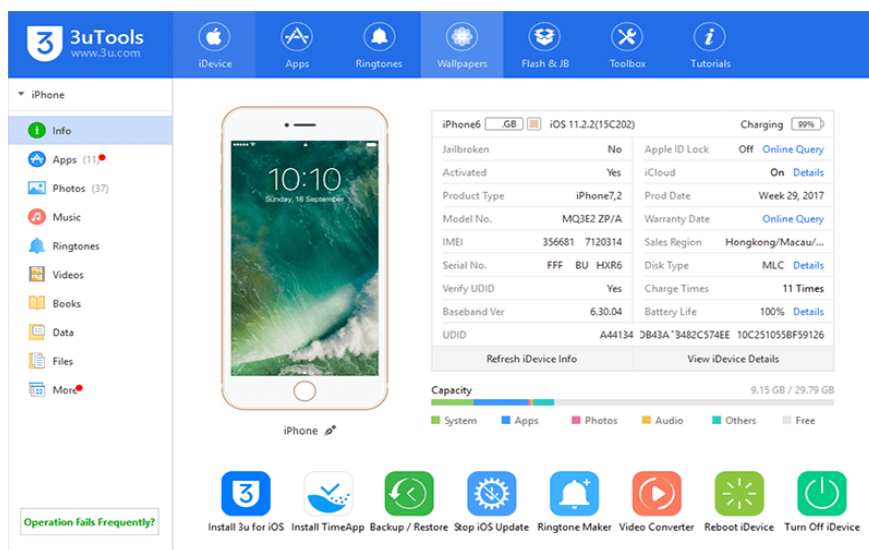 3uTools
www.3u.com
iDevice
Apps
Ringtones
Wallpapers
Flash & JB
Toolbox
Tutorials
iPhone
Info
Apps (11)
Photos (37)
Music
Ringtones
Videos
Books
Data
Files
More
Operation Fails Frequently?
10:10
Sunday, 18 September
iPhone
iPhone6 .GB iOS 11.2.2(15C202) Charging 99%
Jailbroken No Apple ID Lock Off Online Query
Activated Yes iCloud On Details
Product Type iPhone7,2 Prod Date Week 29, 2017
Model No. MQ3E2 ZP/A Warranty Date Online Query
IMEI 356681 7120314 Sales Region Hongkong/Macau/...
Serial No. FFF BU HXR6 Disk Type MLC Details
Verify UDID Yes Charge Times 11 Times
Baseband Ver 6.30.04 Battery Life 100% Details
UDID A44134 3482C574EE 10C251055BF59126
Refresh iDevice Info View iDevice Details
Capacity 9.15 GB / 29.79 GB
System Apps Photos Audio Others Free
Install 3u for iOS Install TimeApp Backup / Restore Stop iOS Update Ringtone Maker Video Converter Reboot iDevice Turn Off iDevice